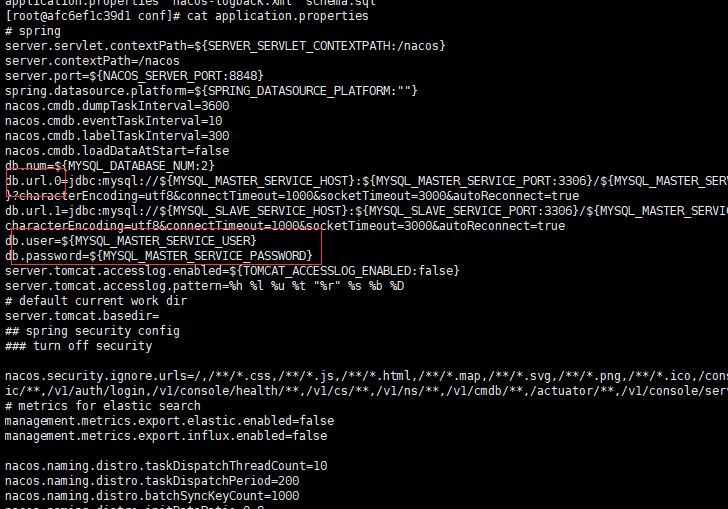 application.properties  nacos-logback.xml  schema.sql
[root@afc6ef1c39d1 conf]# cat application.properties
# spring
server.servlet.contextPath=${SERVER_SERVLET_CONTEXTPATH:/nacos}
server.contextPath=/nacos
server.port=${NACOS_SERVER_PORT:8848}
spring.datasource.platform=${SPRING_DATASOURCE_PLATFORM:""}
nacos.cmdb.dumpTaskInterval=3600
nacos.cmdb.eventTaskInterval=10
nacos.cmdb.labelTaskInterval=300
nacos.cmdb.loadDataAtStart=false
db.num=${MYSQL_DATABASE_NUM:2}
db.url.0=jdbc:mysql://${MYSQL_MASTER_SERVICE_HOST}:${MYSQL_MASTER_SERVICE_PORT:3306}/${MYSQL_MASTER_SERV
}?characterEncoding=utf8&connectTimeout=1000&socketTimeout=3000&autoReconnect=true
db.url.1=jdbc:mysql://${MYSQL_SLAVE_SERVICE_HOST}:${MYSQL_SLAVE_SERVICE_PORT:3306}/${MYSQL_MASTER_SERVIC
characterEncoding=utf8&connectTimeout=1000&socketTimeout=3000&autoReconnect=true
db.user=${MYSQL_MASTER_SERVICE_USER}
db.password=${MYSQL_MASTER_SERVICE_PASSWORD}
server.tomcat.accesslog.enabled=${TOMCAT_ACCESSLOG_ENABLED:false}
server.tomcat.accesslog.pattern=%h %l %u %t "%r" %s %b %D
# default current work dir
server.tomcat.basedir=
## spring security config
### turn off security
nacos.security.ignore.urls=/,/**/*.css,/**/*.js,/**/*.html,/**/*.map,/**/*.svg,/**/*.png,/**/*.ico,/cons
ic/**,/v1/auth/login,/v1/console/health/**,/v1/cs/**,/v1/ns/**,/v1/cmdb/**,/actuator/**,/v1/console/serv
# metrics for elastic search
management.metrics.export.elastic.enabled=false
management.metrics.export.influx.enabled=false
nacos.naming.distro.taskDispatchThreadCount=10
nacos.naming.distro.taskDispatchPeriod=200
nacos.naming.distro.batchSyncKeyCount=1000